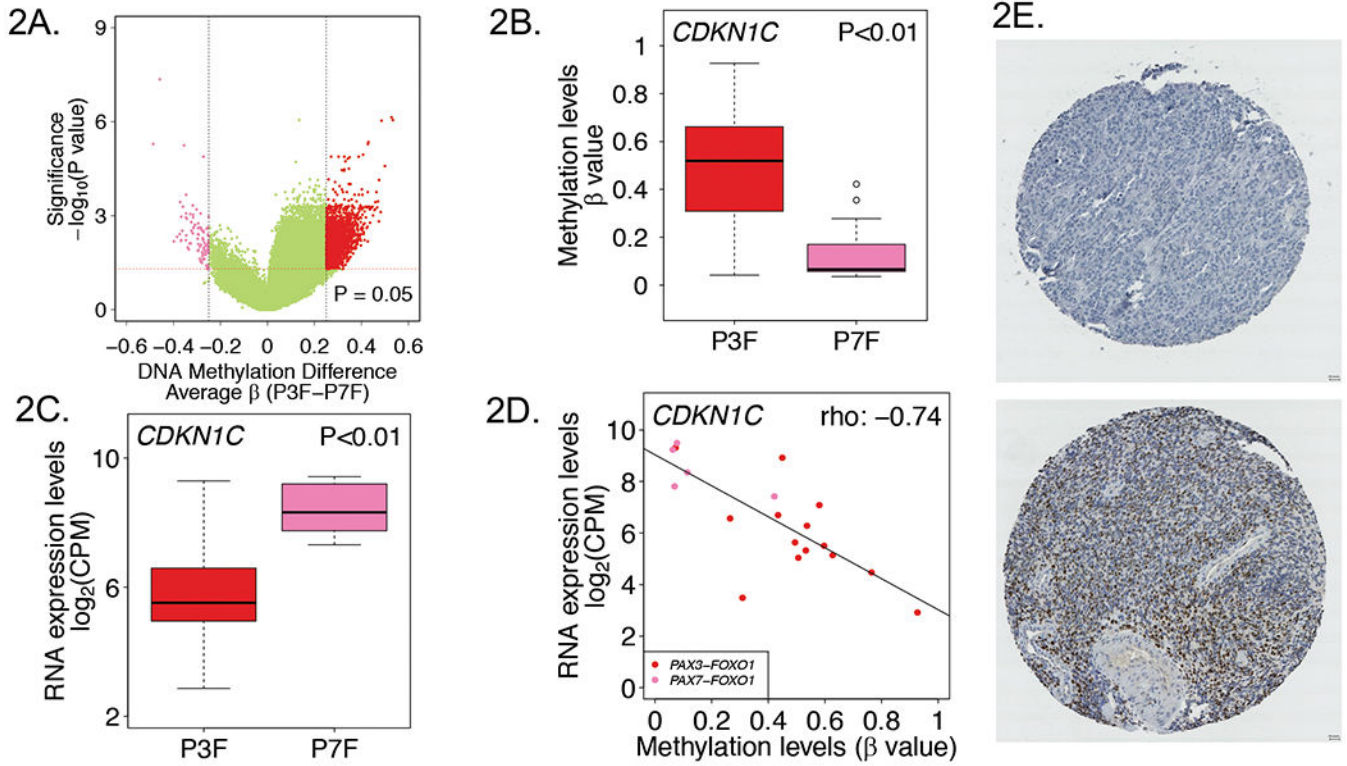 2A.
9
6
3
0
Significance
−log10(P value)
P = 0.05
−0.6 −0.4 −0.2 0 0.2 0.4 0.6
DNA Methylation Difference
Average β (P3F−P7F)
2B.
CDKN1C P<0.01
1
0.8
0.6
0.4
0.2
0
Methylation levels
β value
P3F P7F
2C.
CDKN1C P<0.01
10
6
2
RNA expression levels
log2(CPM)
P3F P7F
2D.
CDKN1C rho: −0.74
10
8
6
4
2
0
RNA expression levels
log2(CPM)
PAX3−FOXO1
PAX7−FOXO1
0 0.2 0.4 0.6 0.8 1
Methylation levels (β value)
2E.